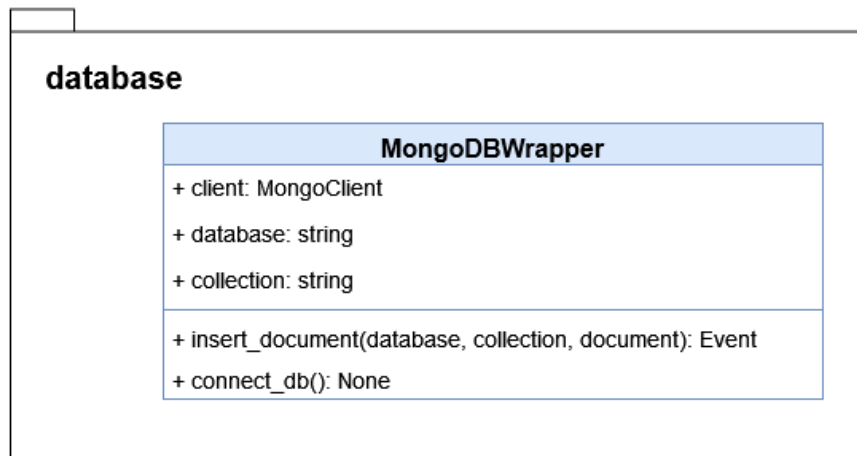 database
MongoDBWrapper
+ client: MongoClient
+ database: string
+ collection: string
+ insert_document(database, collection, document): Event
+ connect_db(): None